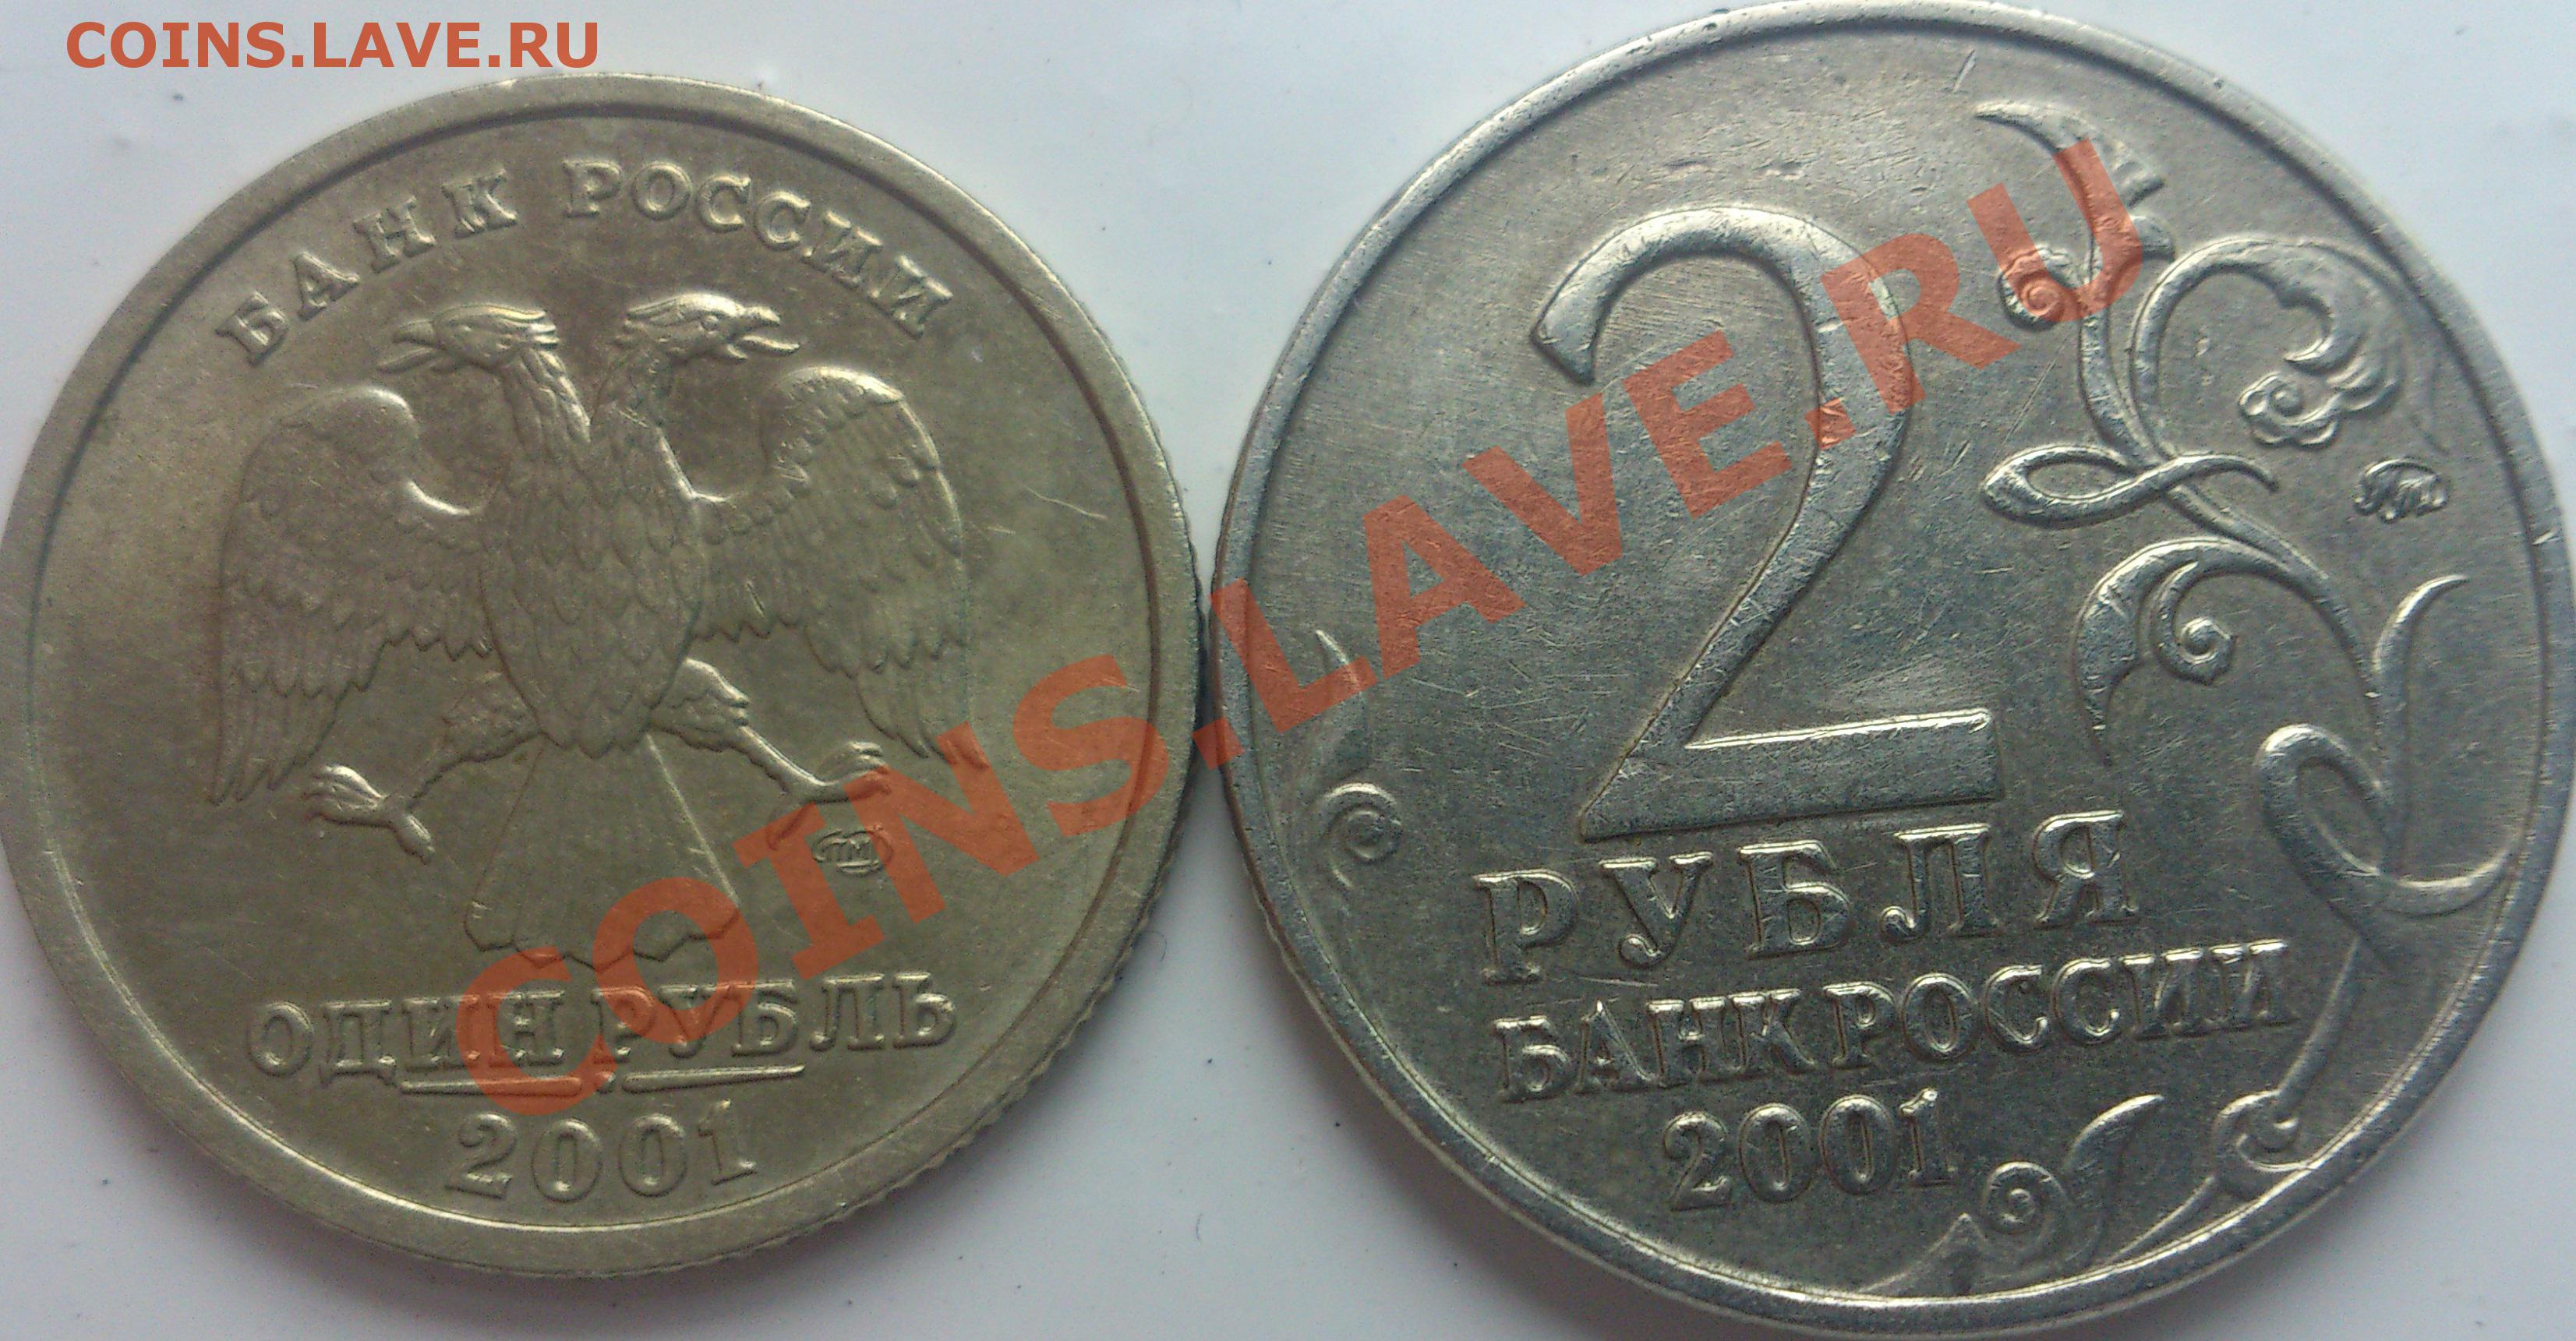 COINS.LAVE.RU
БАНК РОССИИ
ОДИН РУБЛЬ
2001
2
РУБЛЯ
БАНК РОССИИ
2001
COINS.LAVE.RU